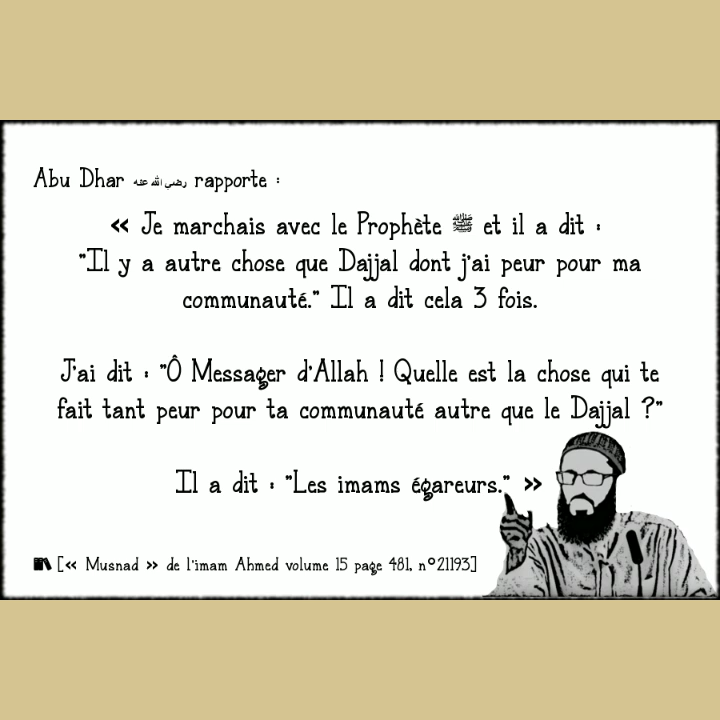 Abu Dhar رضي الله عنه rapporte :
« Je marchais avec le Prophète ﷺ et il a dit :
"Il y a autre chose que Dajjal dont j'ai peur pour ma
communauté." Il a dit cela 3 fois.
J'ai dit : "Ô Messager d'Allah ! Quelle est la chose qui te
fait tant peur pour ta communauté autre que le Dajjal ?"
Il a dit : "Les imams égareurs." »
[« Musnad » de l'imam Ahmed volume 15 page 481, n°21193]